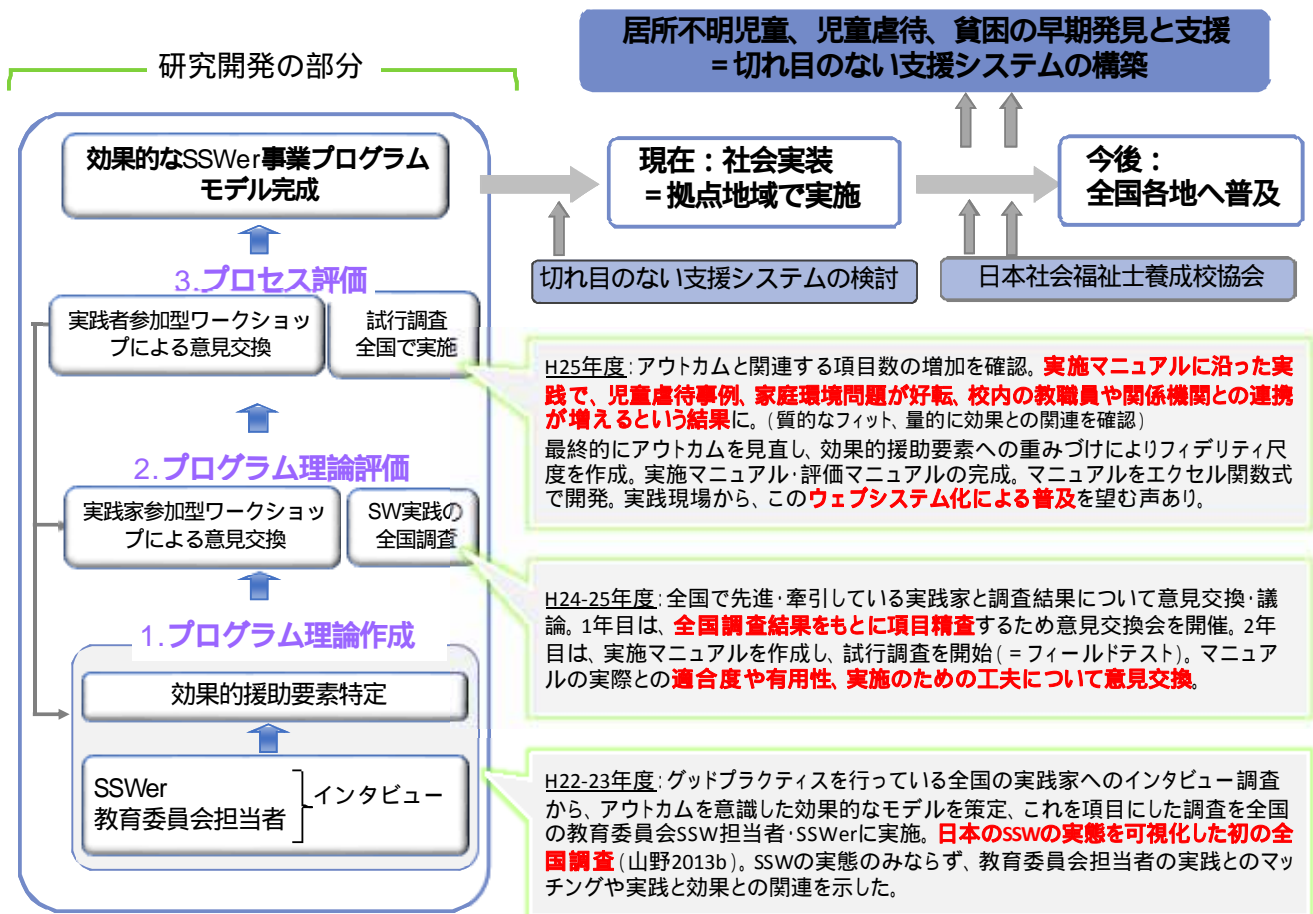 研究開発の部分
居所不明児童、児童虐待、貧困の早期発見と支援
＝切れ目のない支援システムの構築
効果的なSSWer事業プログラム
モデル完成
現在：社会実装
＝拠点地域で実施
今後：
全国各地へ普及
切れ目のない支援システムの検討
日本社会福祉士養成校協会
3.プロセス評価
実践者参加型ワークショッ
プによる意見交換
試行調査
全国で実施
H25年度：アウトカムと関連する項目数の増加を確認。実施マニュアルに沿った実
践で、児童虐待事例、家庭環境問題が好転、校内の教職員や関係機関との連携
が増えるという結果に。（質的なフィット、量的に効果との関連を確認）
最終的にアウトカムを見直し、効果的援助要素への重みづけによりフィデリティ尺
度を作成。実施マニュアル・評価マニュアルの完成。マニュアルをエクセル関数式
で開発。実践現場から、このウェブシステム化による普及を望む声あり。
2.プログラム理論評価
実践家参加型ワークショッ
プによる意見交換
SW実践の
全国調査
H24-25年度：全国で先進・牽引している実践家と調査結果について意見交換・議
論。1年目は、全国調査結果をもとに項目精査するため意見交換会を開催。2年
目は、実施マニュアルを作成し、試行調査を開始（＝フィールドテスト）。マニュア
ルの実際との適合度や有用性、実施のための工夫について意見交換。
1.プログラム理論作成
効果的援助要素特定
SSWer
教育委員会担当者
インタビュー
H22-23年度：グッドプラクティスを行っている全国の実践家へのインタビュー調査
から、アウトカムを意識した効果的なモデルを策定、これを項目にした調査を全国
の教育委員会SSW担当者・SSWerに実施。日本のSSWの実態を可視化した初の全
国調査（山野2013b）。SSWの実態のみならず、教育委員会担当者の実践とのマッ
チングや実践と効果との関連を示した。